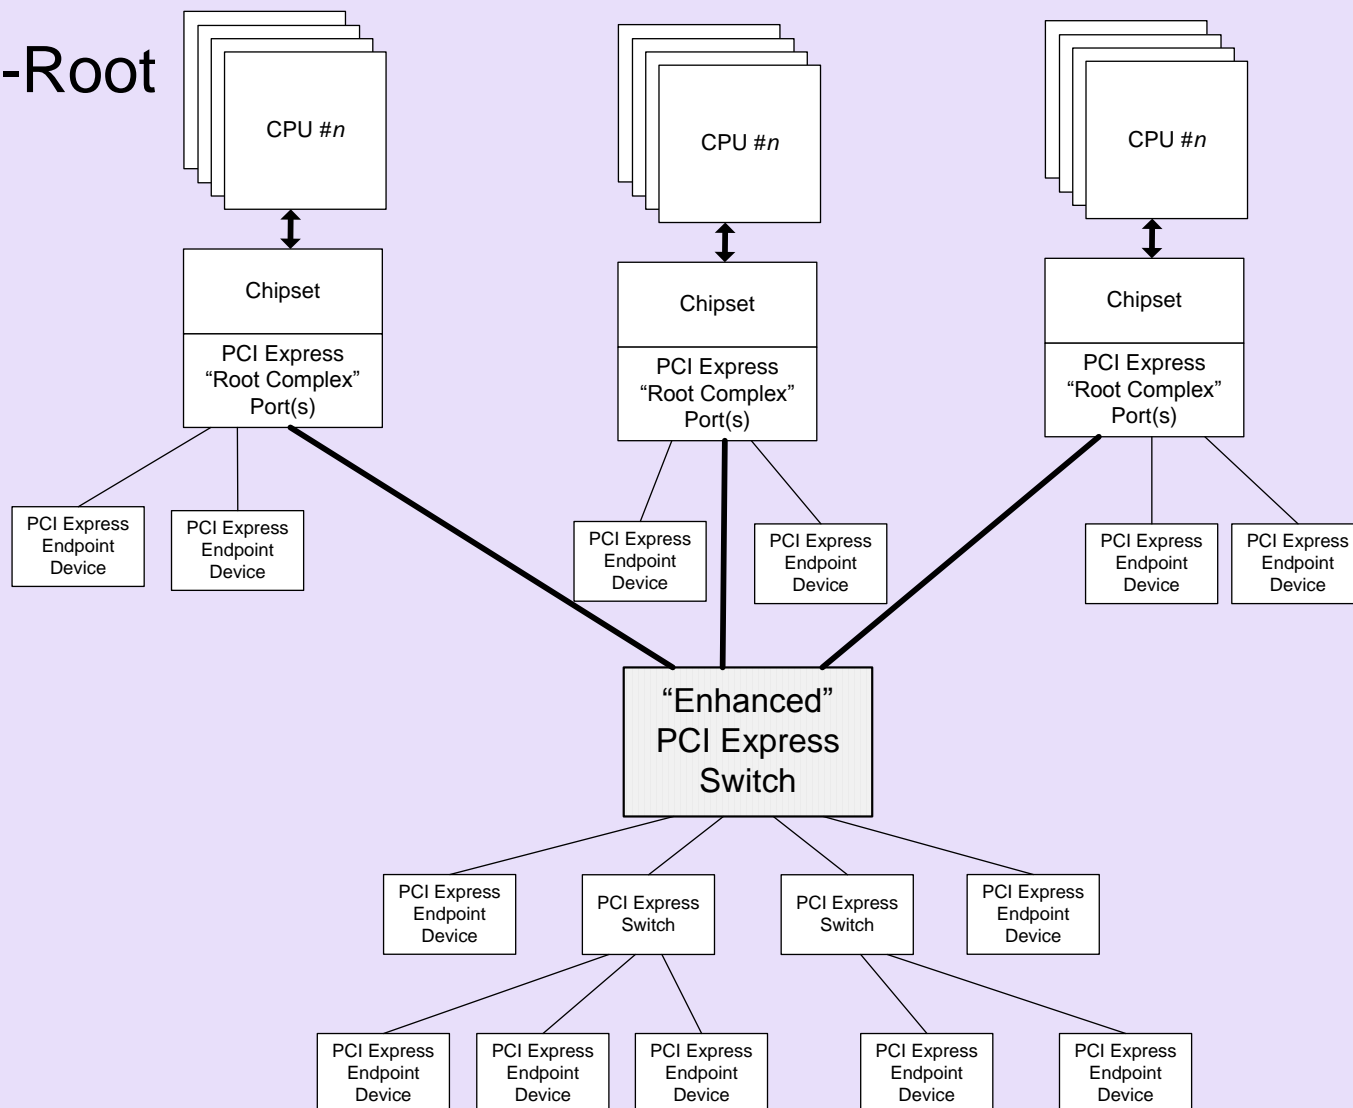 -Root
CPU #n
CPU #n
CPU #n
Chipset
PCI Express
“Root Complex”
Port(s)
Chipset
PCI Express
“Root Complex”
Port(s)
Chipset
PCI Express
“Root Complex”
Port(s)
PCI Express
Endpoint
Device
PCI Express
Endpoint
Device
PCI Express
Endpoint
Device
PCI Express
Endpoint
Device
PCI Express
Endpoint
Device
PCI Express
Endpoint
Device
“Enhanced”
PCI Express
Switch
PCI Express
Endpoint
Device
PCI Express
Switch
PCI Express
Switch
PCI Express
Endpoint
Device
PCI Express
Endpoint
Device
PCI Express
Endpoint
Device
PCI Express
Endpoint
Device
PCI Express
Endpoint
Device
PCI Express
Endpoint
Device